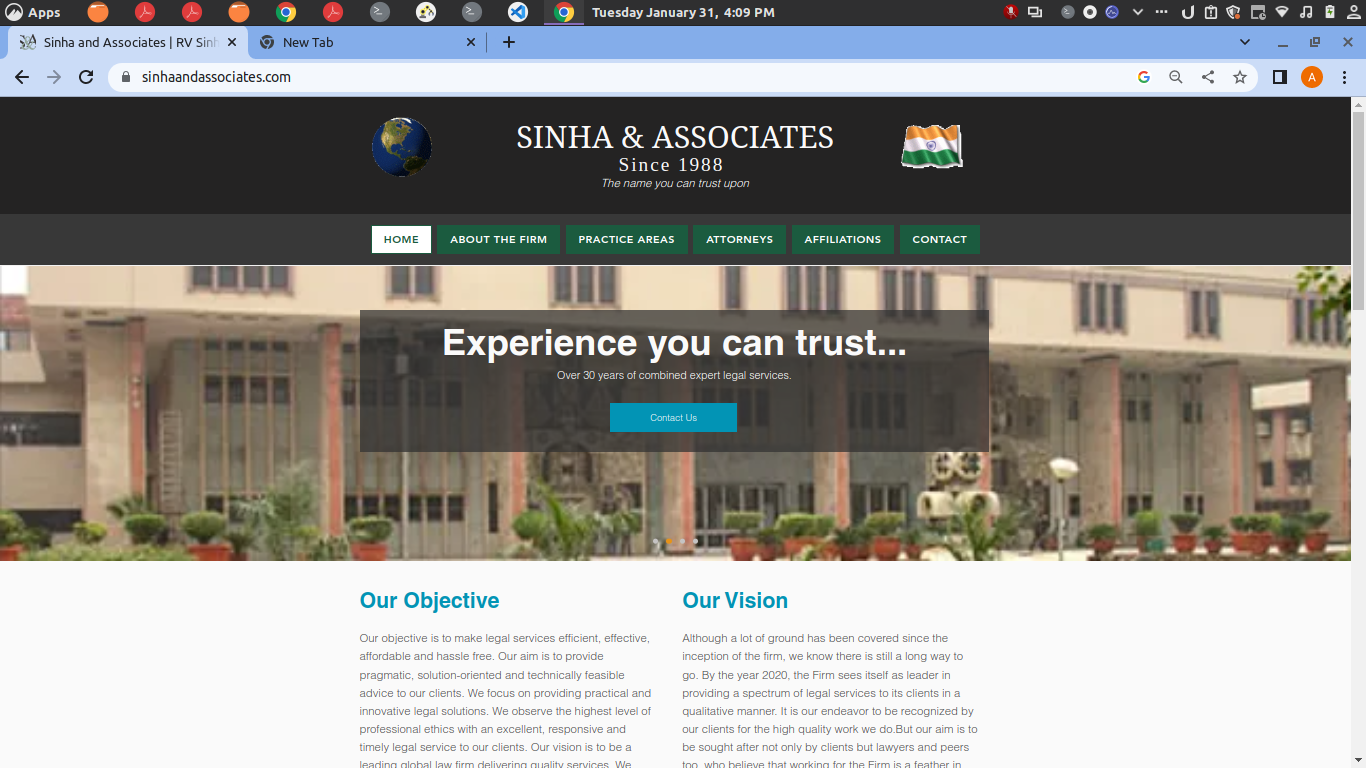 Apps
Tuesday January 31, 4:09 PM
Sinha and Associates | RV Sinh
New Tab
sinhaandassociates.com
A
SINHA & ASSOCIATES
Since 1988
The name you can trust upon
HOME
ABOUT THE FIRM
PRACTICE AREAS
ATTORNEYS
AFFILIATIONS
CONTACT
Experience you can trust...
Over 30 years of combined expert legal services.
Contact Us
Our Objective
Our objective is to make legal services efficient, effective,
affordable and hassle free. Our aim is to provide
pragmatic, solution-oriented and technically feasible
advice to our clients. We focus on providing practical and
innovative legal solutions. We observe the highest level of
professional ethics with an excellent, responsive and
timely legal service to our clients. Our vision is to be a
leading global law firm delivering quality services. We
Our Vision
Although a lot of ground has been covered since the
inception of the firm, we know there is still a long way to
go. By the year 2020, the Firm sees itself as leader in
providing a spectrum of legal services to its clients in a
qualitative manner. It is our endeavor to be recognized by
our clients for the high quality work we do.But our aim is to
be sought after not only by clients but lawyers and peers
too, who believe that working for the Firm is a feather in